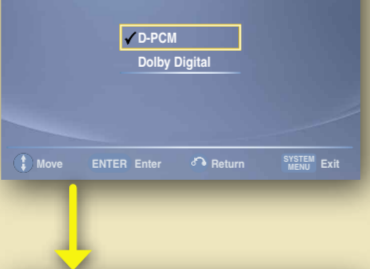 ✓ D-PCM
Dolby Digital
Move ENTER Enter Return SYSTEM MENU Exit